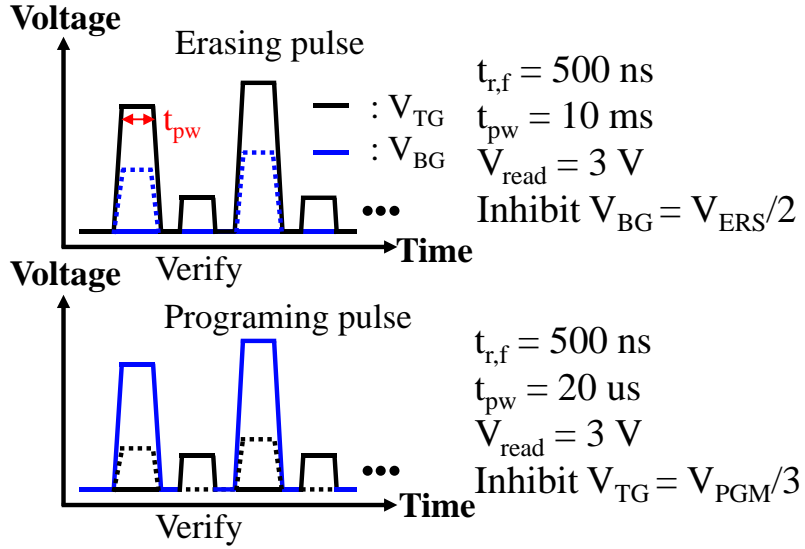 Voltage
Erasing pulse
t_pw
: V_TG
: V_BG
t_r,f = 500 ns
t_pw = 10 ms
V_read = 3 V
Inhibit V_BG = V_ERS/2
•••
Time
Verify
Voltage
Programing pulse
t_r,f = 500 ns
t_pw = 20 us
V_read = 3 V
Inhibit V_TG = V_PGM/3
•••
Time
Verify